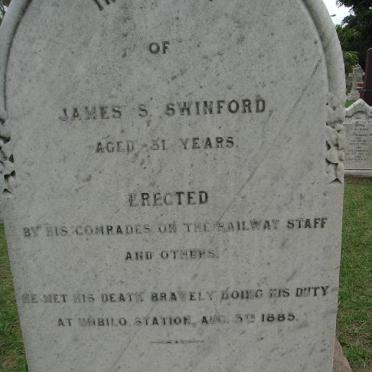 OF
JAMES S. SWINFORD,
AGED 31 YEARS.
ERECTED
BY HIS COMRADES ON THE RAILWAY STAFF
AND OTHERS.
HE MET HIS DEATH BRAVELY DOING HIS DUTY
AT UMBILO STATION, AUG. 5TH 1885.